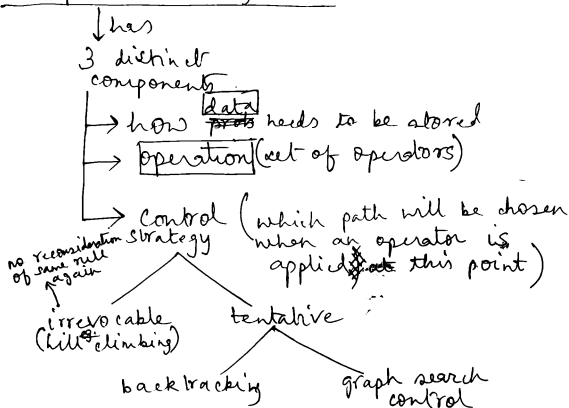 has
3 distinct
components
how data needs to be stored
operation (set of operators)
control (which path will be chosen
strategy when an operator is
applied, this point)
no reconsideration
of same rule
again
irrevocable
(hill climbing)
eg.
tentative
backtracking
graph search
control